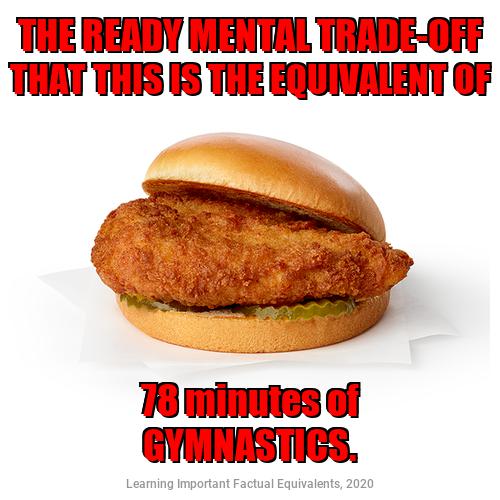 THE READY MENTAL TRADE-OFF
THAT THIS IS THE EQUIVALENT OF
78 minutes of
GYMNASTICS.
Learning Important Factual Equivalents, 2020